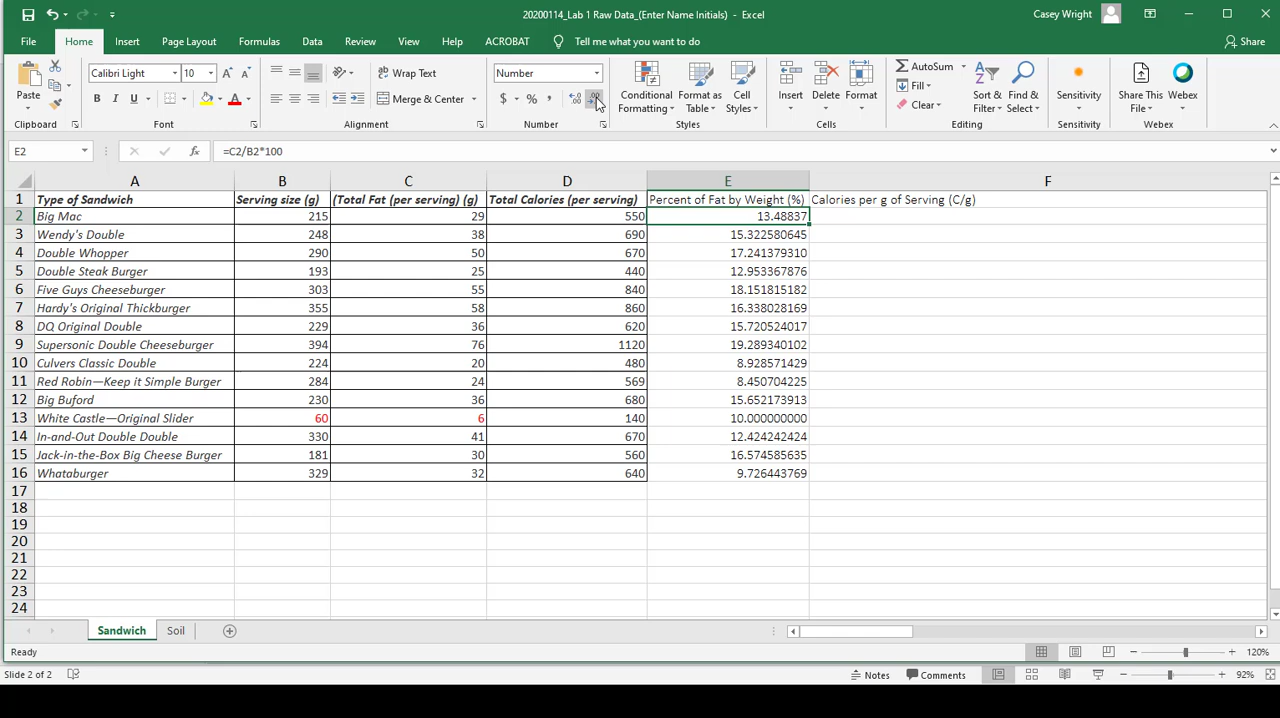 20200114_Lab 1 Raw Data_(Enter Name Initials) - Excel
Casey Wright
File Home Insert Page Layout Formulas Data Review View Help ACROBAT Tell me what you want to do Share
Calibri Light 10 Wrap Text Number
Paste B I U A Merge & Center $ % , Conditional Formatting Format as Table Cell Styles Insert Delete Format AutoSum Fill Clear Sort & Filter Find & Select Sensitivity Share This File Webex
Clipboard Font Alignment Number Styles Cells Editing Sensitivity Webex
E2 fx =C2/B2*100
A B C D E F
1 Type of Sandwich Serving size (g) (Total Fat (per serving) (g) Total Calories (per serving) Percent of Fat by Weight (%) Calories per g of Serving (C/g)
2 Big Mac 215 29 550 13.48837
3 Wendy's Double 248 38 690 15.322580645
4 Double Whopper 290 50 670 17.241379310
5 Double Steak Burger 193 25 440 12.953367876
6 Five Guys Cheeseburger 303 55 840 18.151815182
7 Hardy's Original Thickburger 355 58 860 16.338028169
8 DQ Original Double 229 36 620 15.720524017
9 Supersonic Double Cheeseburger 394 76 1120 19.289340102
10 Culvers Classic Double 224 20 480 8.928571429
11 Red Robin—Keep it Simple Burger 284 24 569 8.450704225
12 Big Buford 230 36 680 15.652173913
13 White Castle—Original Slider 60 6 140 10.000000000
14 In-and-Out Double Double 330 41 670 12.424242424
15 Jack-in-the-Box Big Cheese Burger 181 30 560 16.574585635
16 Whataburger 329 32 640 9.726443769
17
18
19
20
21
22
23
24
Sandwich Soil
Ready 120%
Slide 2 of 2 Notes Comments 92%